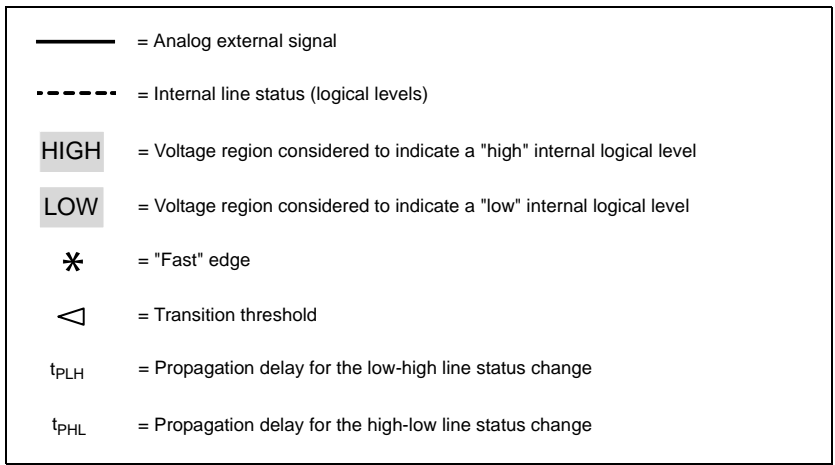 = Analog external signal
= Internal line status (logical levels)
HIGH = Voltage region considered to indicate a "high" internal logical level
LOW = Voltage region considered to indicate a "low" internal logical level
* = "Fast" edge
= Transition threshold
tPLH = Propagation delay for the low-high line status change
tPHL = Propagation delay for the high-low line status change